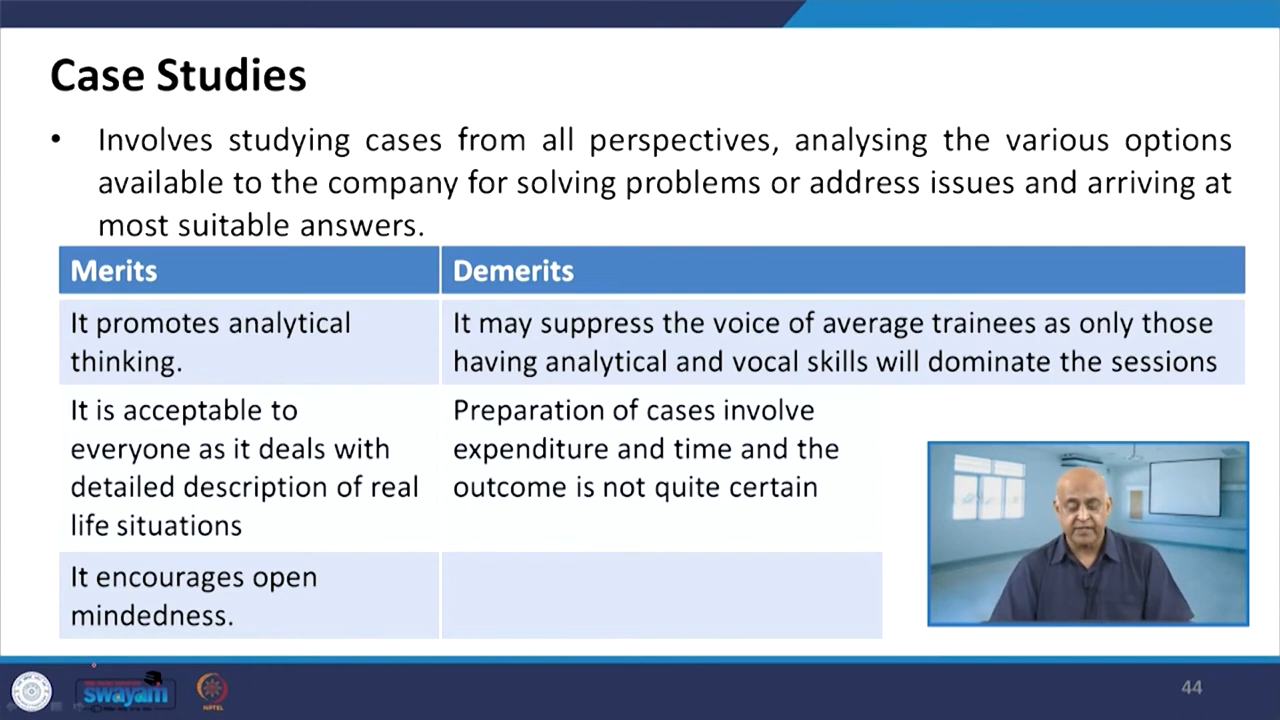 Case Studies
• Involves studying cases from all perspectives, analysing the various options
available to the company for solving problems or address issues and arriving at
most suitable answers.
Merits
Demerits
It promotes analytical
thinking.
It may suppress the voice of average trainees as only those
having analytical and vocal skills will dominate the sessions
It is acceptable to
everyone as it deals with
detailed description of real
life situations
Preparation of cases involve
expenditure and time and the
outcome is not quite certain
It encourages open
mindedness.
swayam
NPTEL
44